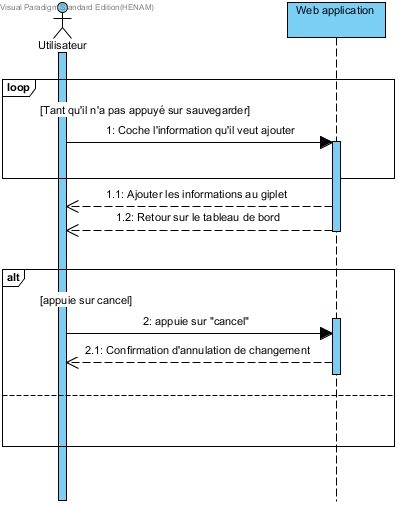 Visual Paradigm Standard Edition(HENAM)
Web application
Utilisateur
loop
[Tant qu'il n'a pas appuyé sur sauvegarder]
1: Coche l'information qu'il veut ajouter
1.1: Ajouter les informations au giplet
1.2: Retour sur le tableau de bord
alt
[appuie sur cancel]
2: appuie sur "cancel"
2.1: Confirmation d'annulation de changement